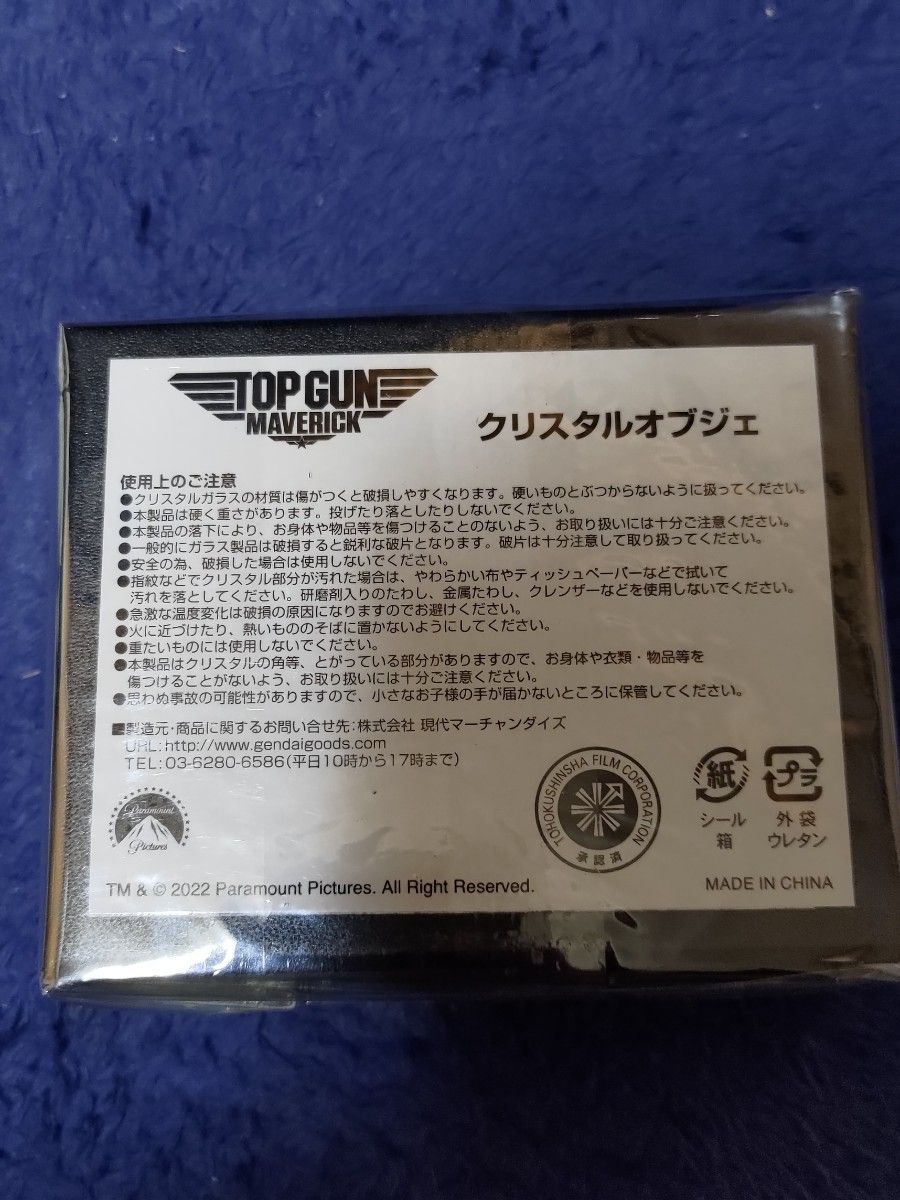 TOP GUN
MAVERICK
クリスタルオブジェ
使用上のご注意
●クリスタルガラスの材質は傷がつくと破損しやすくなります。硬いものとぶつからないように扱ってください。
●本製品は硬く重さがあります。投げたり落としたりしないでください。
●本製品の落下により、お身体や物品等を傷つけることのないよう、お取り扱いには十分ご注意ください。
●一般的にガラス製品は破損すると鋭利な破片となります。破片は十分注意して取り扱ってください。
●安全の為、破損した場合は使用しないでください。
●指紋などでクリスタル部分が汚れた場合は、やわらかい布やティッシュペーパーなどで拭いて
汚れを落としてください。研磨剤入りのたわし、金属たわし、クレンザーなどを使用しないでください。
●急激な温度変化は破損の原因になりますのでお避けください。
●火に近づけたり、熱いもののそばに置かないようにしてください。
●重たいものには使用しないでください。
●本製品はクリスタルの角等、とがっている部分がありますので、お身体や衣類・物品等を
傷つけることがないよう、お取り扱いには十分ご注意ください。
●思わぬ事故の可能性がありますので、小さなお子様の手が届かないところに保管してください。
■製造元・商品に関するお問い合せ先:株式会社 現代マーチャンダイズ
URL:http://www.gendaigoods.com
TEL:03-6280-6586(平日10時から17時まで)
Paramount
Pictures
TOHOKUSHINSHA FILM CORPORATION
承認済
紙
シール
箱
プラ
外袋
ウレタン
TM & © 2022 Paramount Pictures. All Right Reserved.
MADE IN CHINA